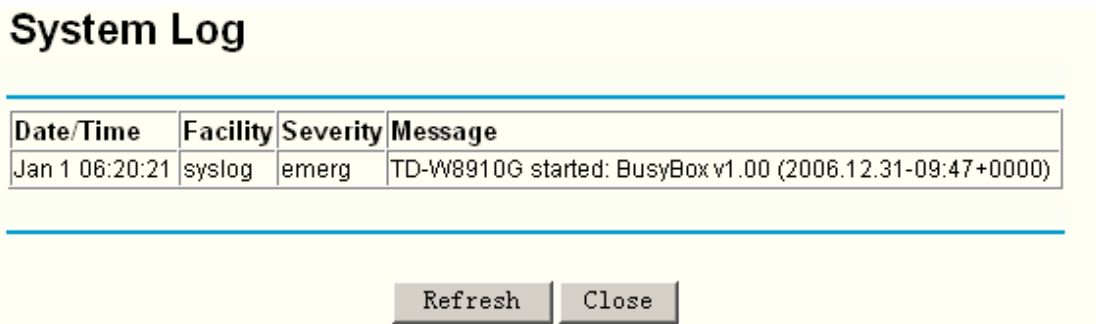 System Log
Date/Time Facility Severity Message
Jan 1 06:20:21 syslog emerg TD-W8910G started: BusyBox v1.00 (2006.12.31-09:47+0000)
Refresh Close